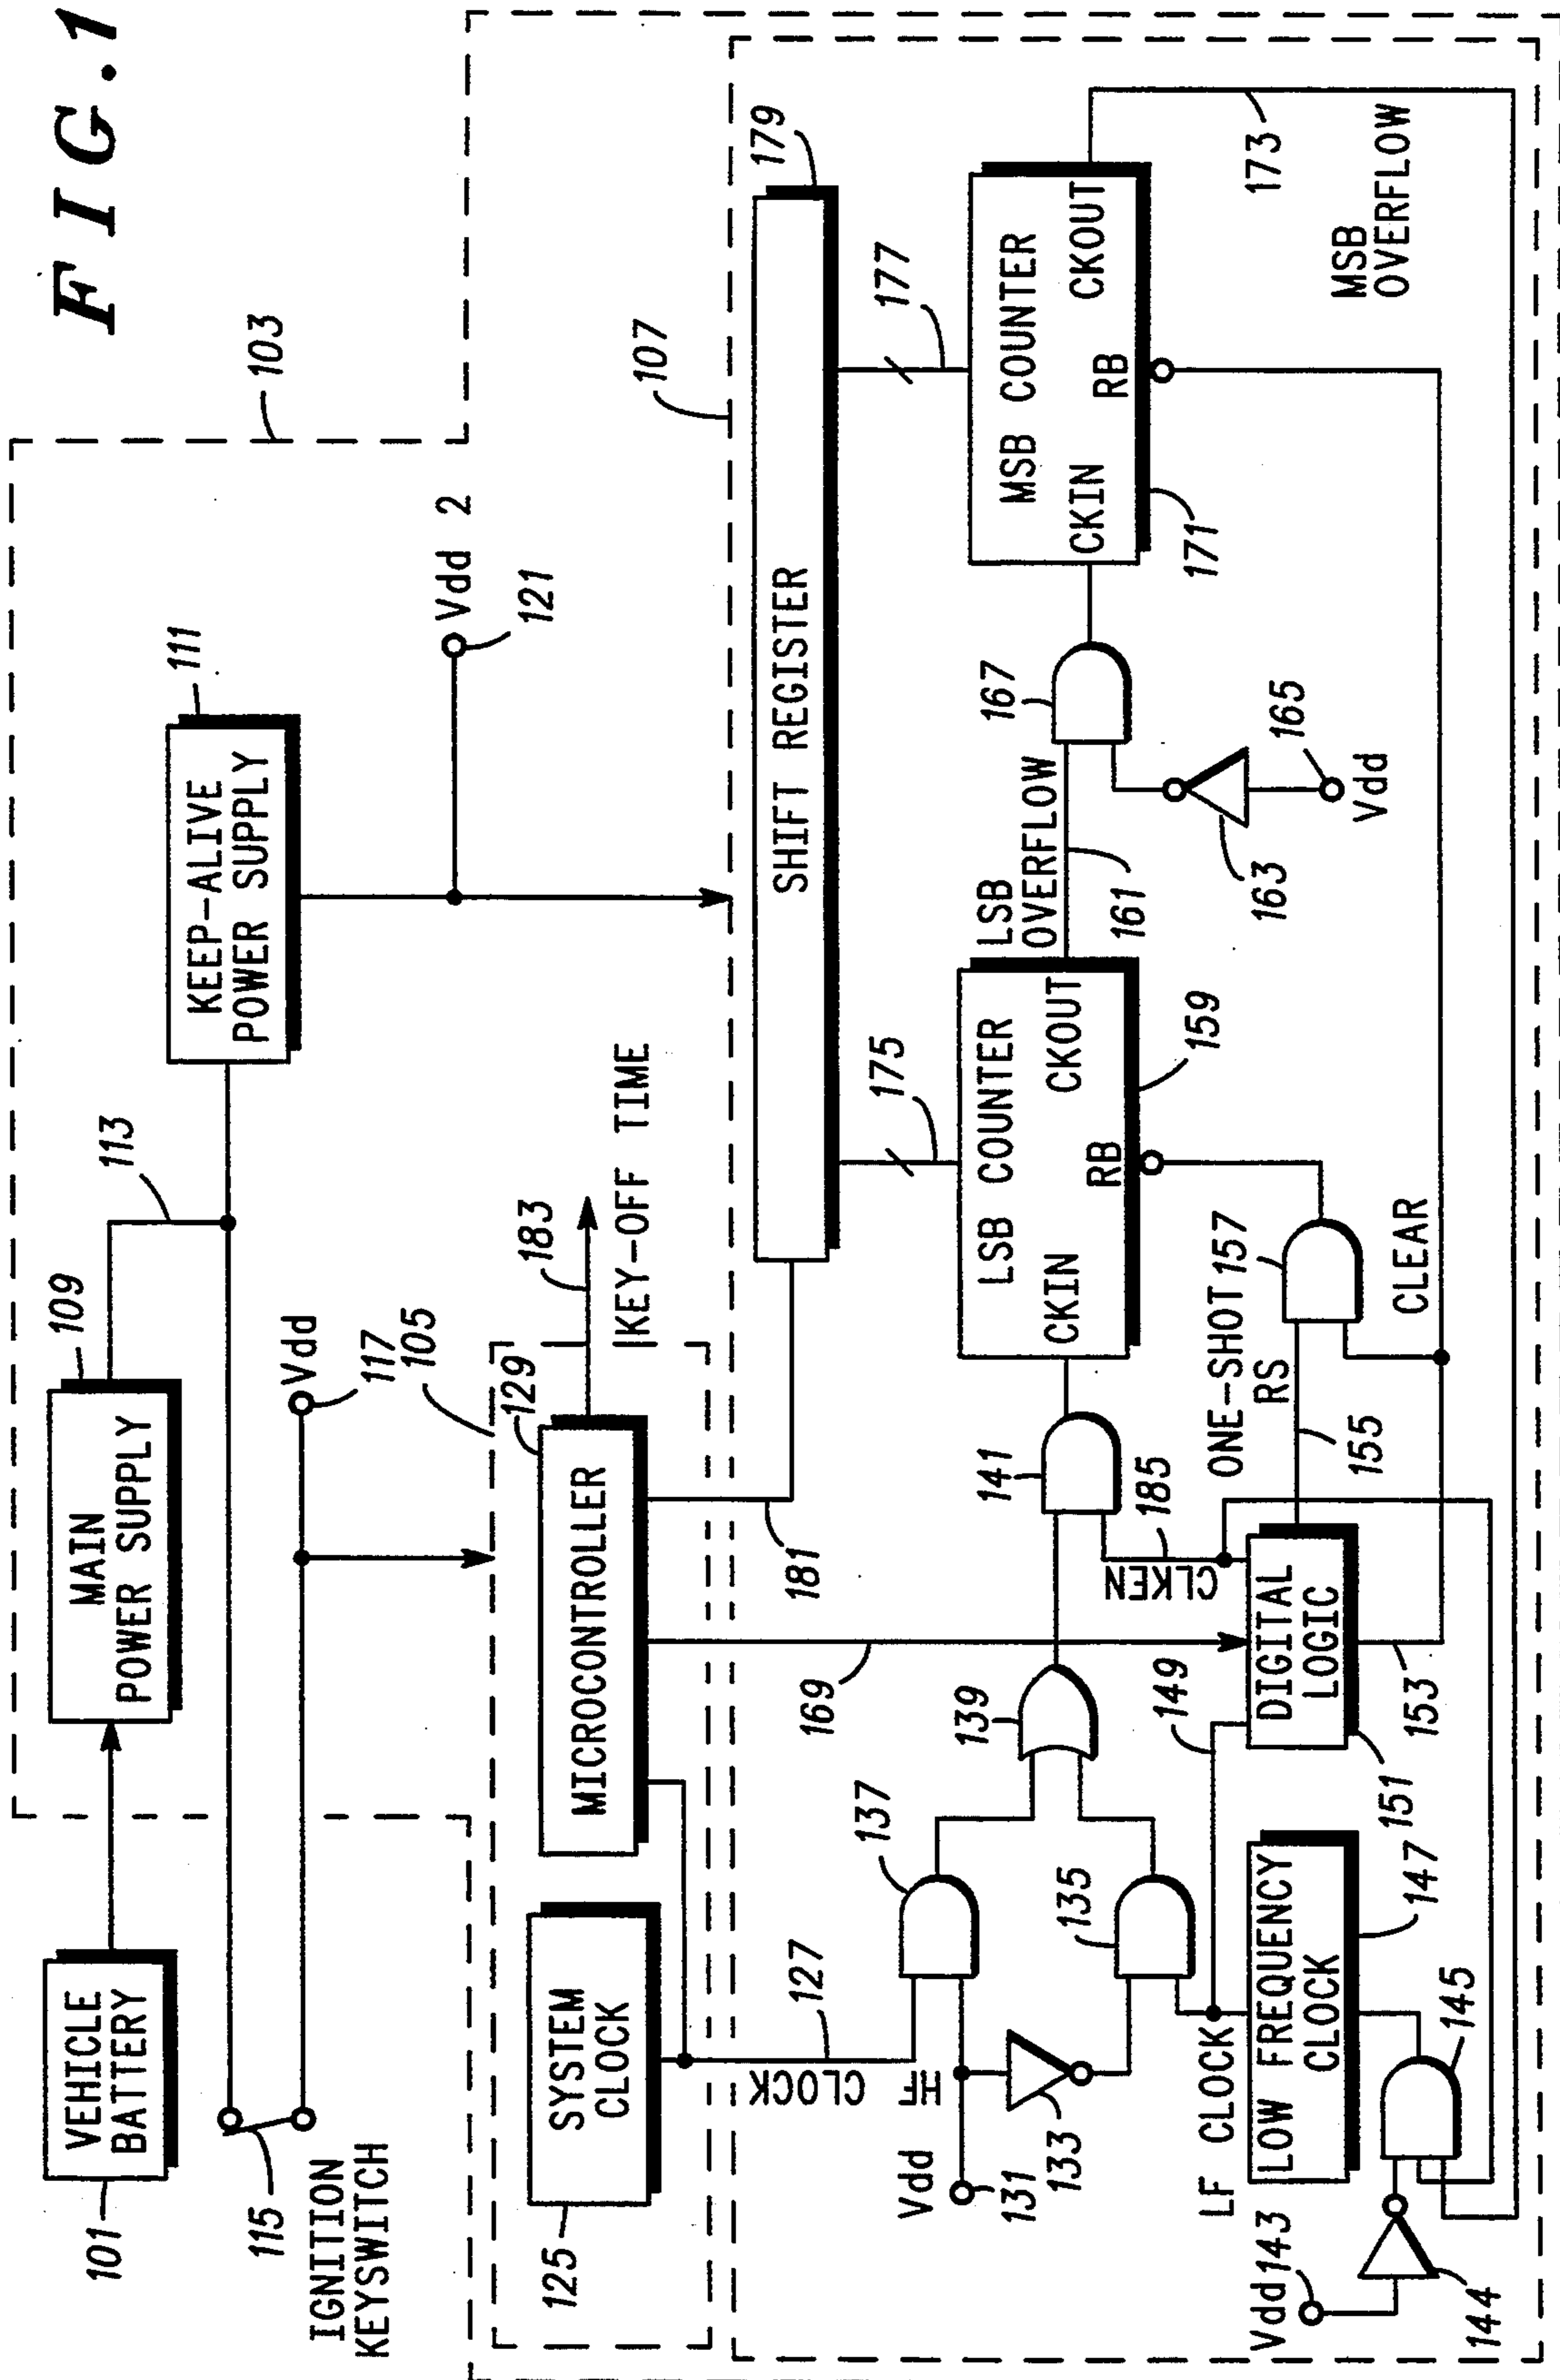 FIG.1
103
VEHICLE
BATTERY
101
MAIN
POWER SUPPLY
109
113
KEEP-ALIVE
POWER SUPPLY
111
115
IGNITION
KEYSWITCH
Vdd
117
105
Vdd 2
121
SYSTEM
CLOCK
125
MICROCONTROLLER
129
183
KEY-OFF TIME
107
SHIFT REGISTER
179
181
169
175
177
HF CLOCK
127
Vdd
131
133
137
135
139
141
CLKEN
185
LSB COUNTER
CKIN
CKOUT
RB
159
LSB
OVERFLOW
161
167
163
165
Vdd
MSB COUNTER
CKIN
CKOUT
RB
171
173
MSB
OVERFLOW
LF CLOCK
149
LOW FREQUENCY
CLOCK
147
DIGITAL
LOGIC
151
153
ONE-SHOT
RS
155
157
CLEAR
Vdd
143
144
145